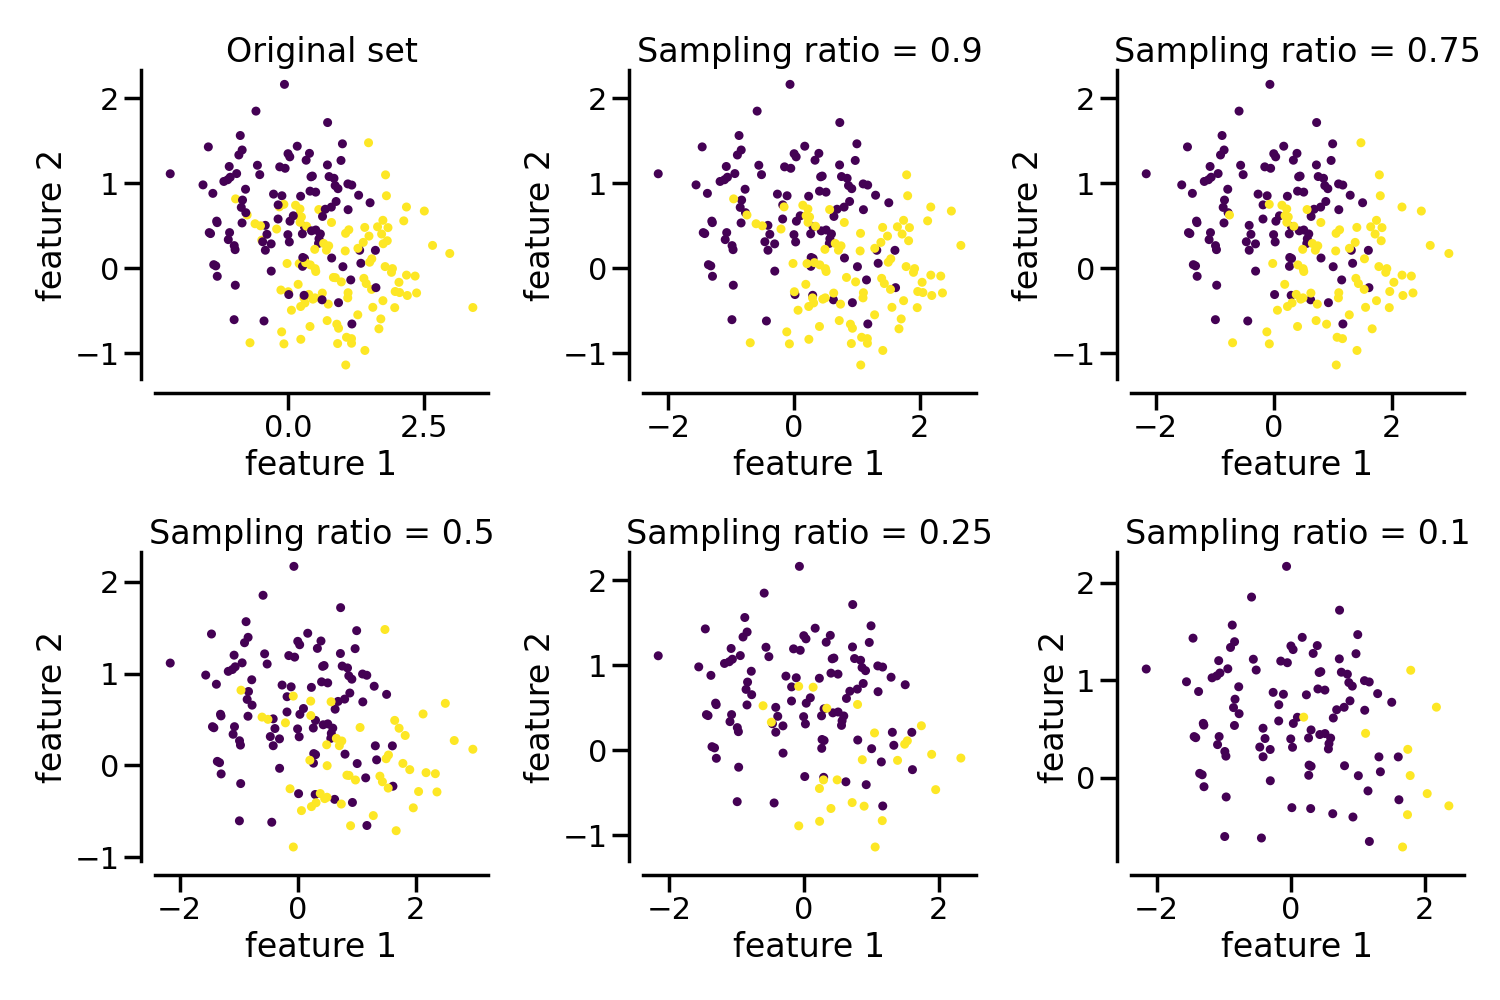 Original set
2
1
0
−1
feature 2
0.0
2.5
feature 1
Sampling ratio = 0.9
2
1
0
−1
feature 2
−2
0
2
feature 1
Sampling ratio = 0.75
2
1
0
−1
feature 2
−2
0
2
feature 1
Sampling ratio = 0.5
2
1
0
−1
feature 2
−2
0
2
feature 1
Sampling ratio = 0.25
2
1
0
−1
feature 2
−2
0
2
feature 1
Sampling ratio = 0.1
2
1
0
feature 2
−2
0
2
feature 1